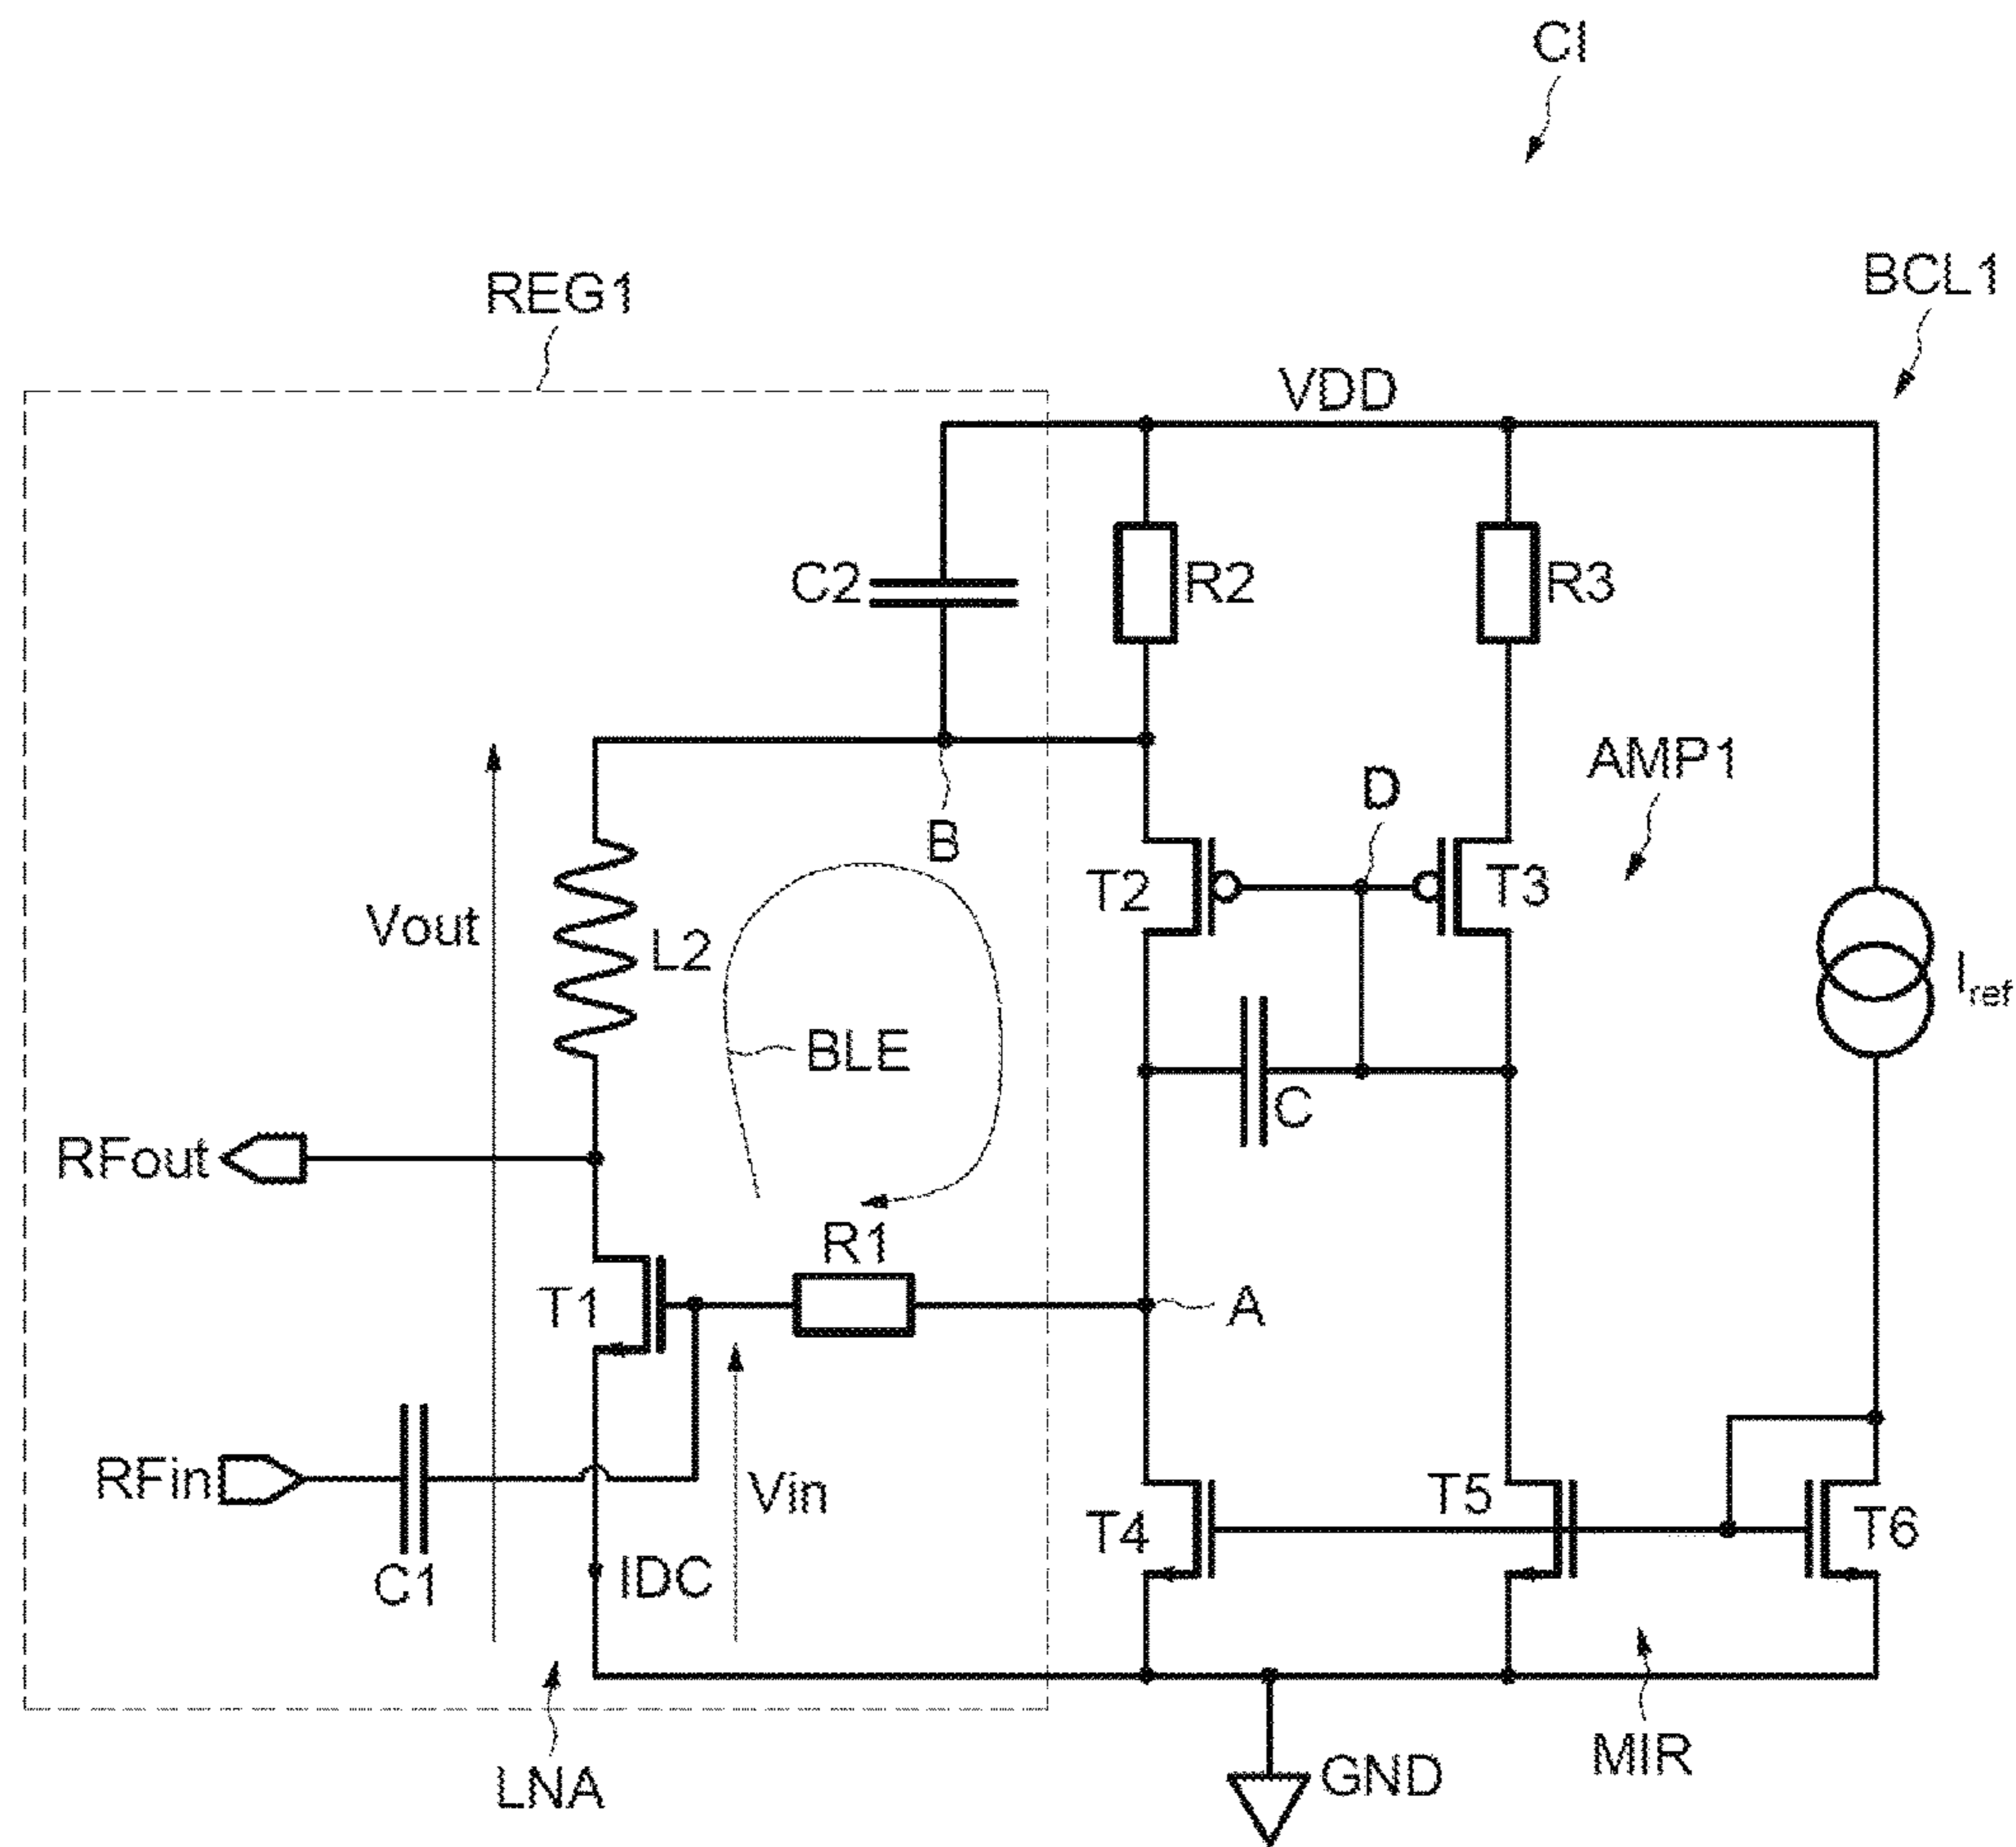 CI
REG1
BCL1
VDD
C2
R2
R3
AMP1
D
B
T2
T3
Vout
L2
Iref
BLE
C
RFout
R1
T1
A
RFin
Vin
T5
T4
T6
C1
IDC
MIR
GND
LNA